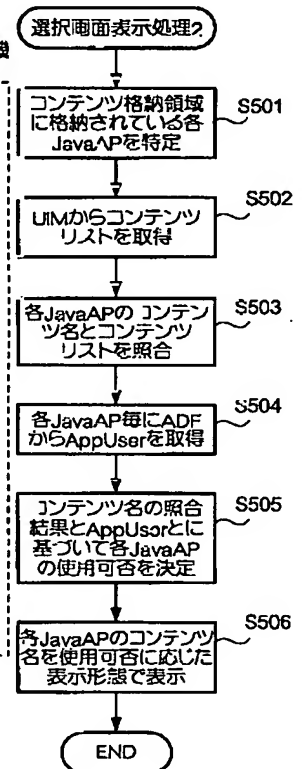 選択画面表示処理2
機
コンテンツ格納領域
に格納されている各
JavaAPを特定
S501
UIMからコンテンツ
リストを取得
S502
各JavaAPのコンテン
ツ名とコンテンツ
リストを照合
S503
各JavaAP毎にADF
からAppUserを取得
S504
コンテンツ名の照合
結果とAppUserとに
基づいて各JavaAP
の使用可否を決定
S505
各JavaAPのコンテンツ
名を使用可否に応じた
表示形態で表示
S506
END